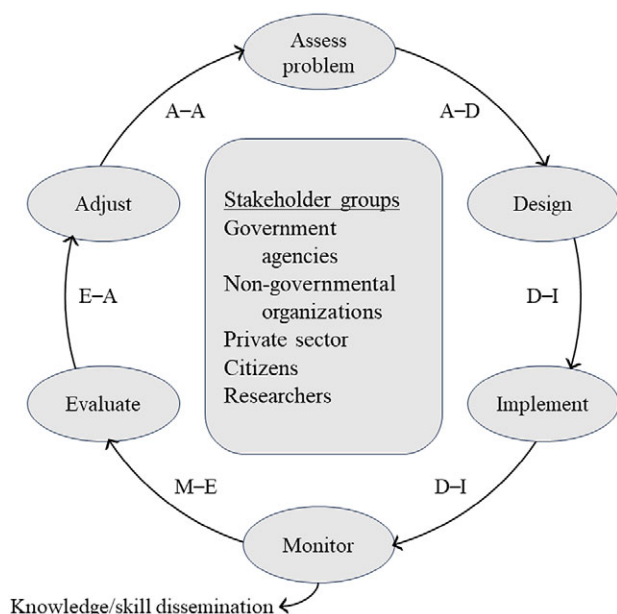 Assess
problem
A–A
A–D
Adjust
Design
Stakeholder groups
Government
agencies
Non-governmental
organizations
Private sector
Citizens
Researchers
E–A
D–I
Evaluate
Implement
M–E
D–I
Monitor
Knowledge/skill dissemination